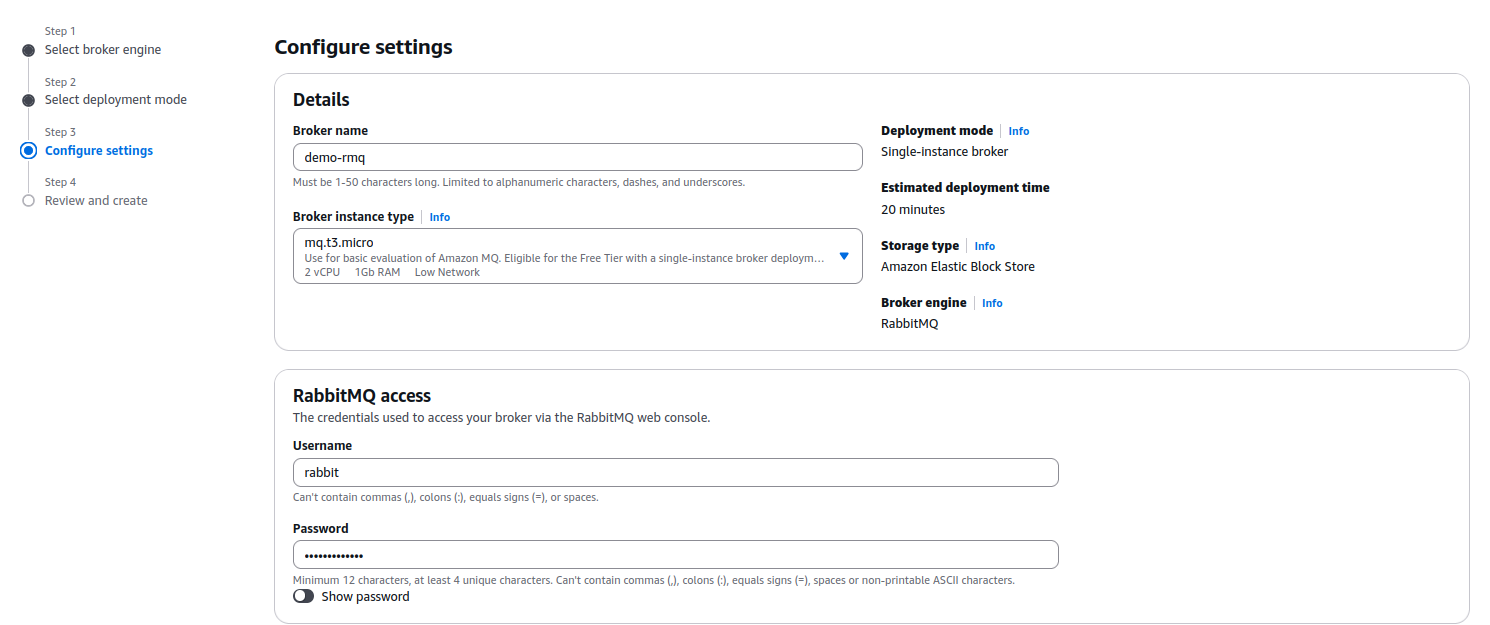 Step 1
Select broker engine
Step 2
Select deployment mode
Step 3
Configure settings
Step 4
Review and create
Configure settings
Details
Broker name
demo-rmq
Must be 1-50 characters long. Limited to alphanumeric characters, dashes, and underscores.
Broker instance type Info
mq.t3.micro
Use for basic evaluation of Amazon MQ. Eligible for the Free Tier with a single-instance broker deploym...
2 vCPU 1Gb RAM Low Network
Deployment mode Info
Single-instance broker
Estimated deployment time
20 minutes
Storage type Info
Amazon Elastic Block Store
Broker engine Info
RabbitMQ
RabbitMQ access
The credentials used to access your broker via the RabbitMQ web console.
Username
rabbit
Can't contain commas (,), colons (:), equals signs (=), or spaces.
Password
•••••••••••••
Minimum 12 characters, at least 4 unique characters. Can't contain commas (,), colons (:), equals signs (=), spaces or non-printable ASCII characters.
Show password